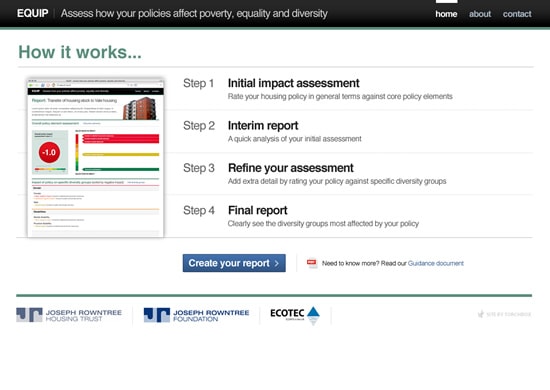 EQUIP Assess how your policies affect poverty, equality and diversity
home about contact
How it works...
Report: Transfer of housing stock to fake housing
-1.0
Step 1 Initial impact assessment
Rate your housing policy in general terms against core policy elements
Step 2 Interim report
A quick analysis of your initial assessment
Step 3 Refine your assessment
Add extra detail by rating your policy against specific diversity groups
Step 4 Final report
Clearly see the diversity groups most affected by your policy
Create your report >
Need to know more? Read our Guidance document
JOSEPH ROWNTREE
HOUSING TRUST
JOSEPH ROWNTREE
FOUNDATION
ECOTEC